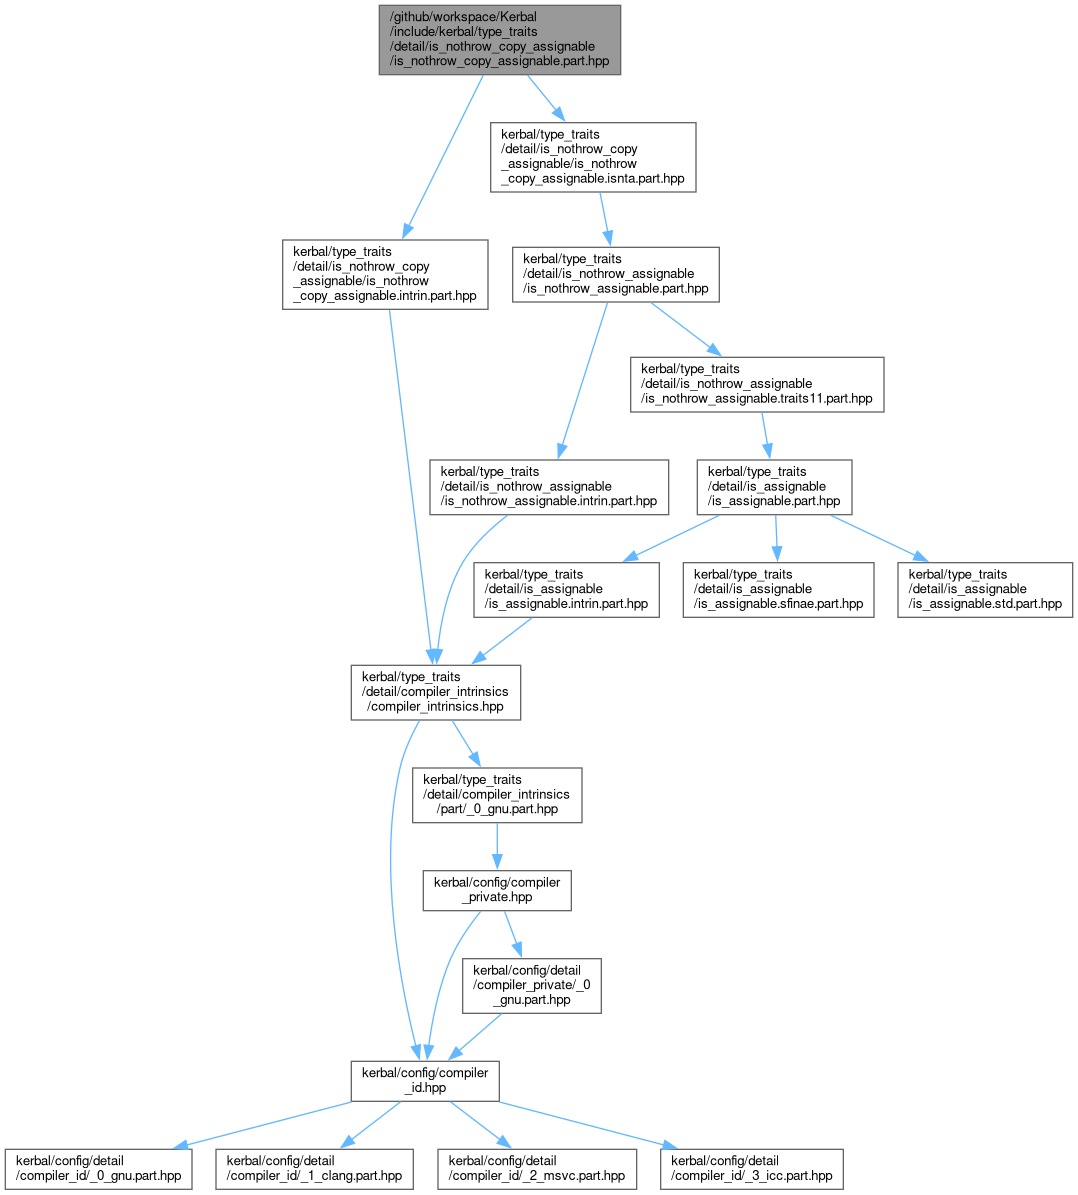 /github/workspace/Kerbal
/include/kerbal/type_traits
/detail/is_nothrow_copy_assignable
/is_nothrow_copy_assignable.part.hpp
kerbal/type_traits
/detail/is_nothrow_copy
_assignable/is_nothrow
_copy_assignable.isnta.part.hpp
kerbal/type_traits
/detail/is_nothrow_copy
_assignable/is_nothrow
_copy_assignable.intrin.part.hpp
kerbal/type_traits
/detail/is_nothrow_assignable
/is_nothrow_assignable.part.hpp
kerbal/type_traits
/detail/is_nothrow_assignable
/is_nothrow_assignable.traits11.part.hpp
kerbal/type_traits
/detail/is_nothrow_assignable
/is_nothrow_assignable.intrin.part.hpp
kerbal/type_traits
/detail/is_assignable
/is_assignable.part.hpp
kerbal/type_traits
/detail/is_assignable
/is_assignable.intrin.part.hpp
kerbal/type_traits
/detail/is_assignable
/is_assignable.sfinae.part.hpp
kerbal/type_traits
/detail/is_assignable
/is_assignable.std.part.hpp
kerbal/type_traits
/detail/compiler_intrinsics
/compiler_intrinsics.hpp
kerbal/type_traits
/detail/compiler_intrinsics
/part/_0_gnu.part.hpp
kerbal/config/compiler
_private.hpp
kerbal/config/detail
/compiler_private/_0
_gnu.part.hpp
kerbal/config/compiler
_id.hpp
kerbal/config/detail
/compiler_id/_0_gnu.part.hpp
kerbal/config/detail
/compiler_id/_1_clang.part.hpp
kerbal/config/detail
/compiler_id/_2_msvc.part.hpp
kerbal/config/detail
/compiler_id/_3_icc.part.hpp